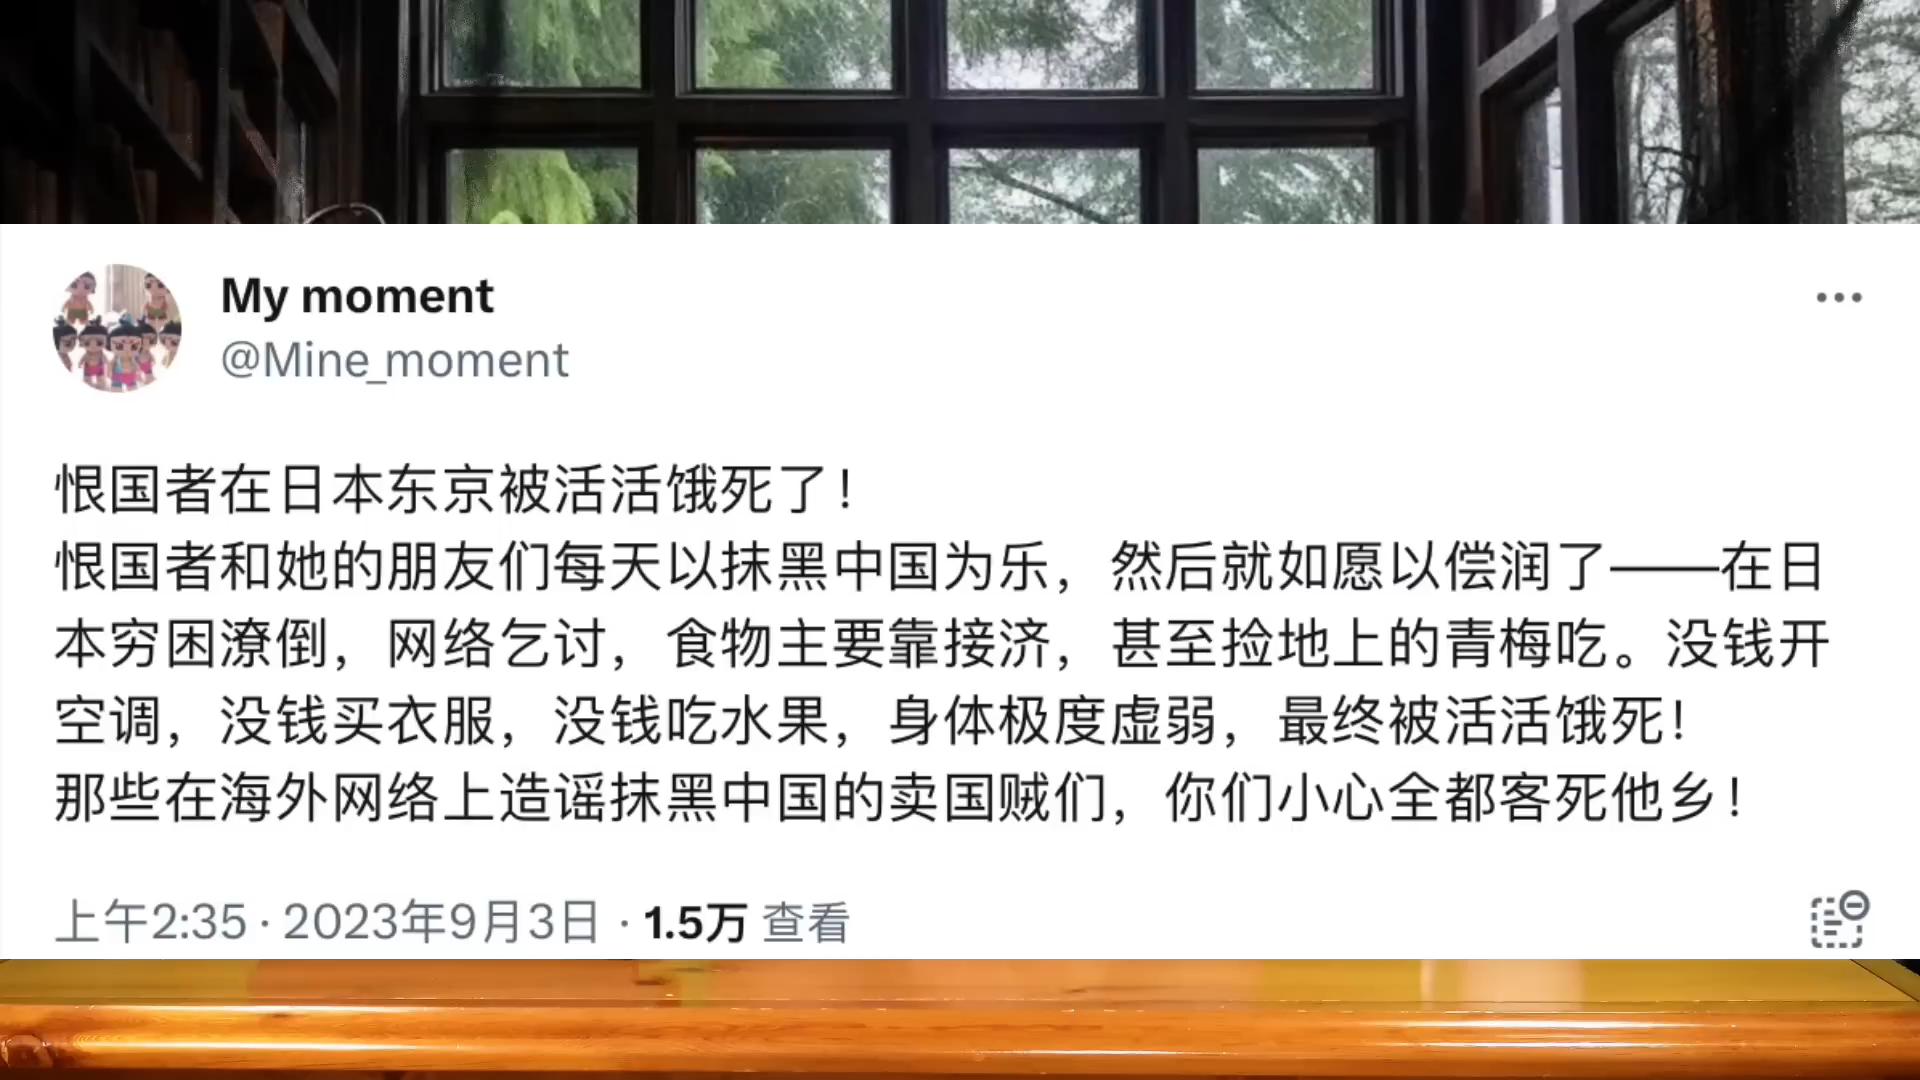 My moment
@Mine_moment
恨国者在日本东京被活活饿死了！
恨国者和她的朋友们每天以抹黑中国为乐，然后就如愿以偿润了——在日
本穷困潦倒，网络乞讨，食物主要靠接济，甚至捡地上的青梅吃。没钱开
空调，没钱买衣服，没钱吃水果，身体极度虚弱，最终被活活饿死！
那些在海外网络上造谣抹黑中国的卖国贼们，你们小心全都客死他乡！
上午2:35 · 2023年9月3日 · 1.5万 查看